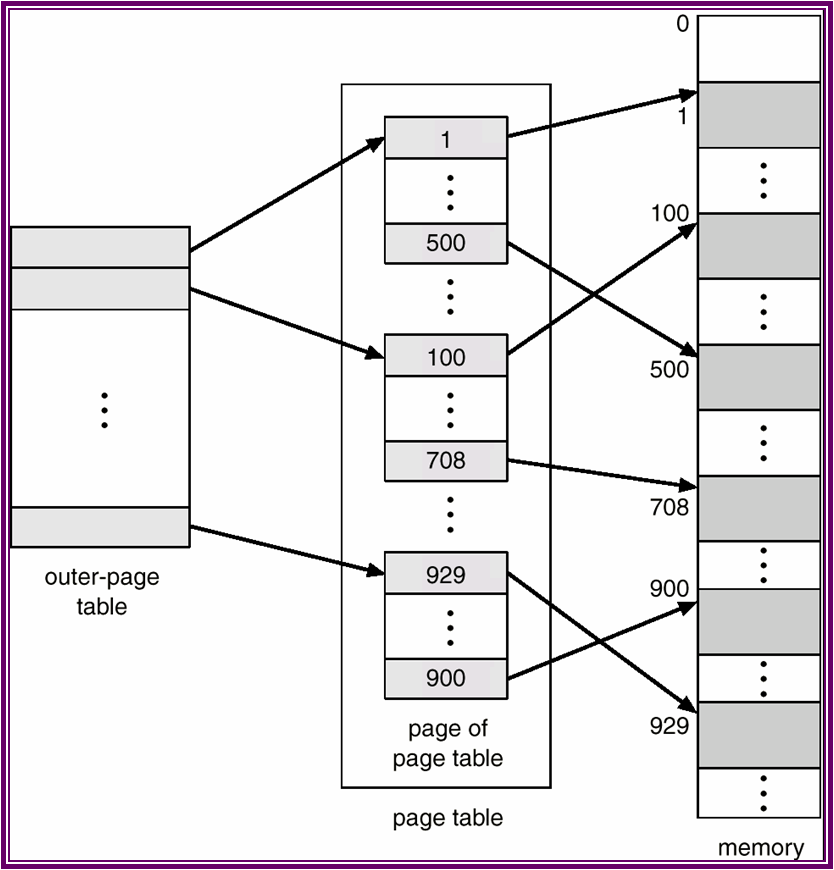 0
1
1
500
100
100
500
708
708
929
900
900
929
outer-page
table
page of
page table
page table
memory